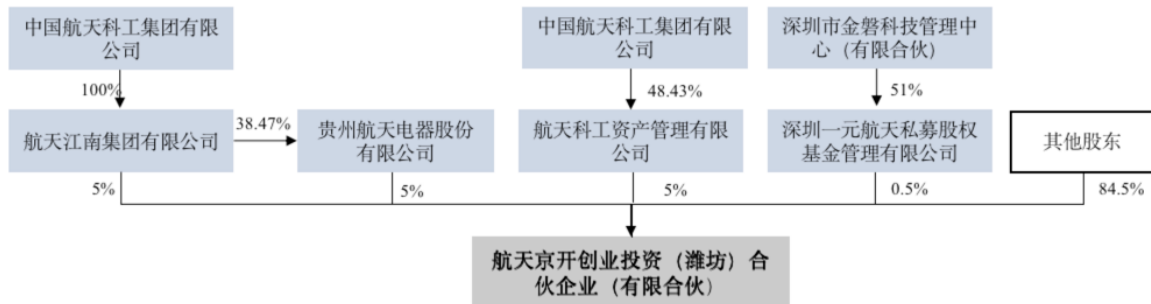 中国航天科工集团有限
公司
中国航天科工集团有限
公司
深圳市金磐科技管理中
心（有限合伙）
100%
48.43%
51%
航天江南集团有限公司
38.47%
贵州航天电器股份
有限公司
航天科工资产管理有限
公司
深圳一元航天私募股权
基金管理有限公司
其他股东
5%
5%
5%
0.5%
84.5%
航天京开创业投资（潍坊）合
伙企业（有限合伙）